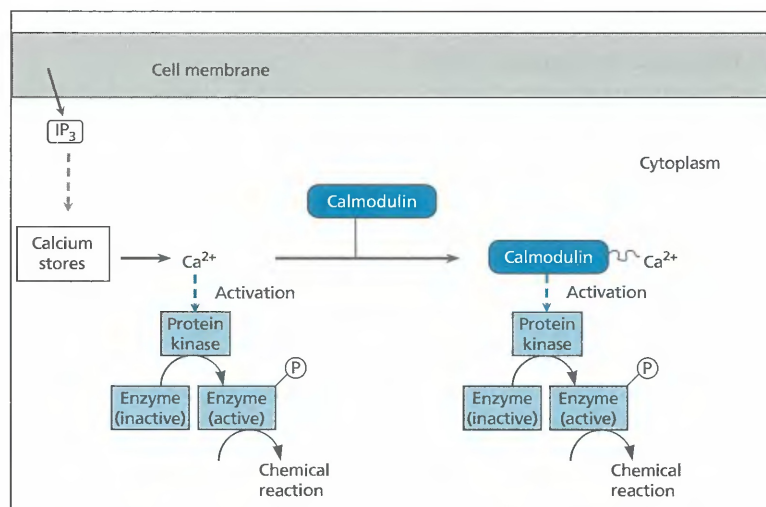 Cell membrane
IP₃
Cytoplasm
Calmodulin
Calcium
stores
Ca²⁺
Calmodulin
Ca²⁺
Activation
Activation
Protein
kinase
Protein
kinase
P
P
Enzyme
(inactive)
Enzyme
(active)
Enzyme
(inactive)
Enzyme
(active)
Chemical
reaction
Chemical
reaction